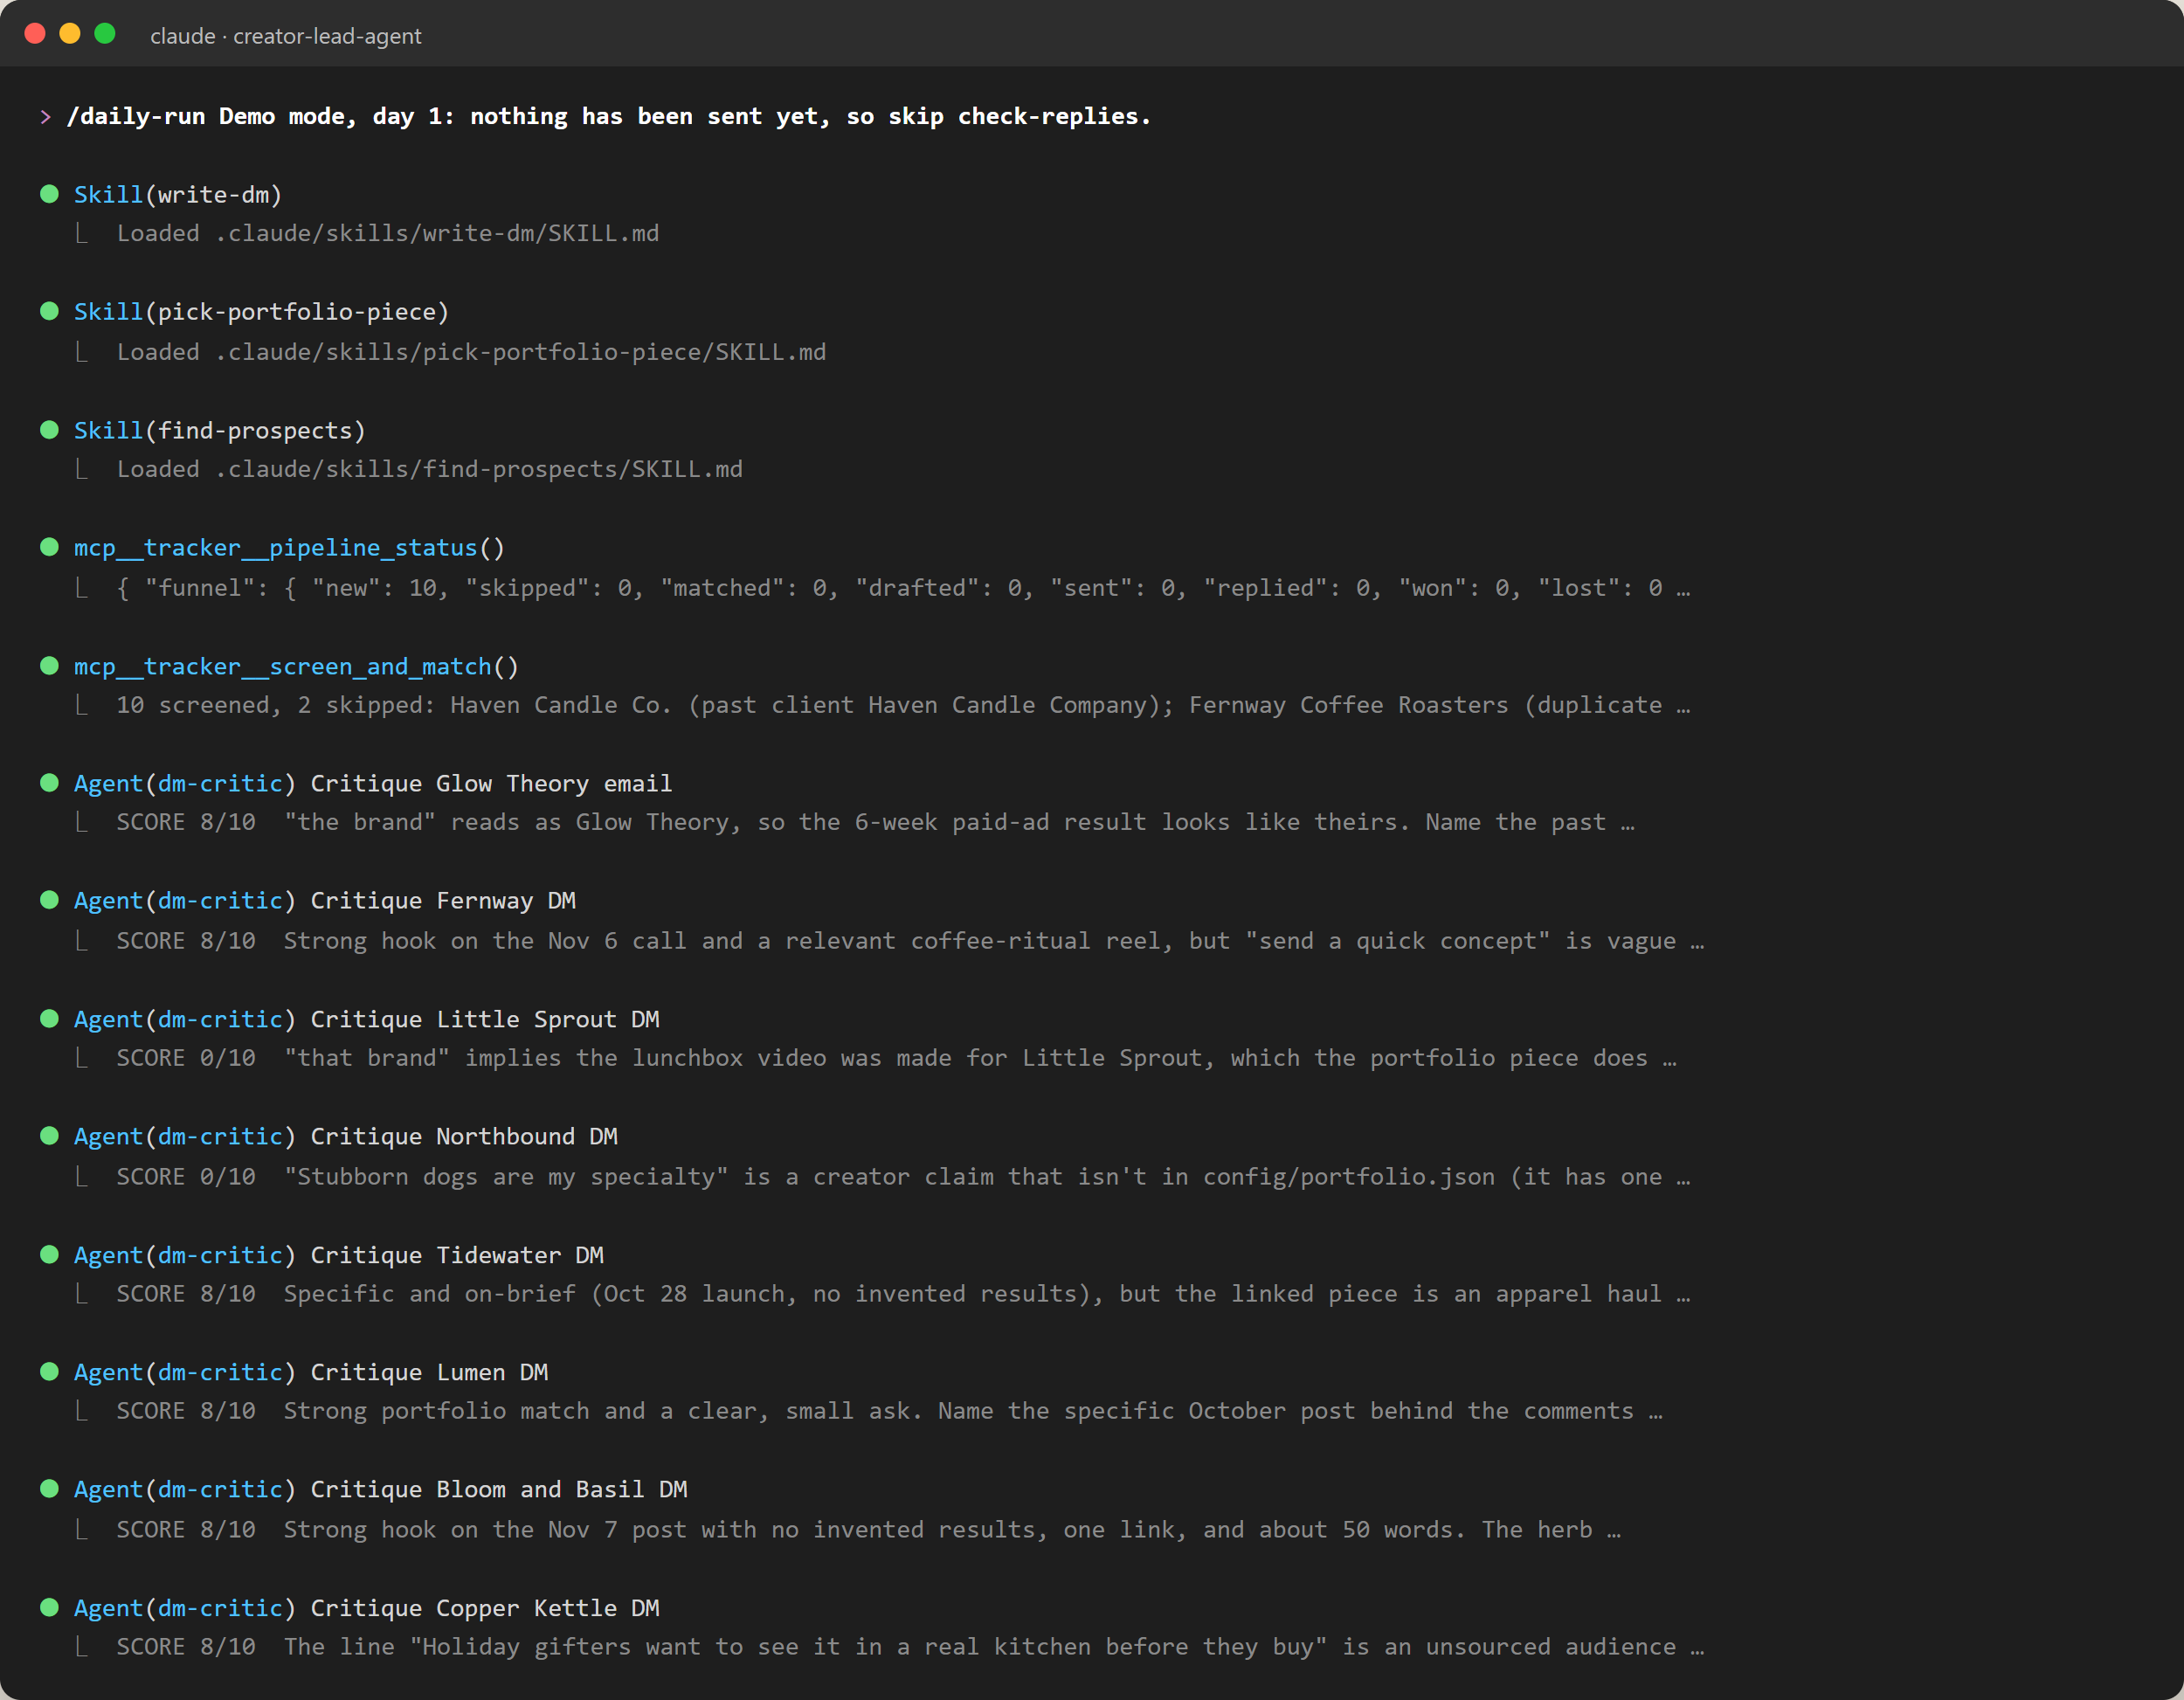 claude · creator-lead-agent
> /daily-run Demo mode, day 1: nothing has been sent yet, so skip check-replies.
● Skill(write-dm)
⎿ Loaded .claude/skills/write-dm/SKILL.md
● Skill(pick-portfolio-piece)
⎿ Loaded .claude/skills/pick-portfolio-piece/SKILL.md
● Skill(find-prospects)
⎿ Loaded .claude/skills/find-prospects/SKILL.md
● mcp__tracker__pipeline_status()
⎿ { "funnel": { "new": 10, "skipped": 0, "matched": 0, "drafted": 0, "sent": 0, "replied": 0, "won": 0, "lost": 0 …
● mcp__tracker__screen_and_match()
⎿ 10 screened, 2 skipped: Haven Candle Co. (past client Haven Candle Company); Fernway Coffee Roasters (duplicate …
● Agent(dm-critic) Critique Glow Theory email
⎿ SCORE 8/10 "the brand" reads as Glow Theory, so the 6-week paid-ad result looks like theirs. Name the past …
● Agent(dm-critic) Critique Fernway DM
⎿ SCORE 8/10 Strong hook on the Nov 6 call and a relevant coffee-ritual reel, but "send a quick concept" is vague …
● Agent(dm-critic) Critique Little Sprout DM
⎿ SCORE 0/10 "that brand" implies the lunchbox video was made for Little Sprout, which the portfolio piece does …
● Agent(dm-critic) Critique Northbound DM
⎿ SCORE 0/10 "Stubborn dogs are my specialty" is a creator claim that isn't in config/portfolio.json (it has one …
● Agent(dm-critic) Critique Tidewater DM
⎿ SCORE 8/10 Specific and on-brief (Oct 28 launch, no invented results), but the linked piece is an apparel haul …
● Agent(dm-critic) Critique Lumen DM
⎿ SCORE 8/10 Strong portfolio match and a clear, small ask. Name the specific October post behind the comments …
● Agent(dm-critic) Critique Bloom and Basil DM
⎿ SCORE 8/10 Strong hook on the Nov 7 post with no invented results, one link, and about 50 words. The herb …
● Agent(dm-critic) Critique Copper Kettle DM
⎿ SCORE 8/10 The line "Holiday gifters want to see it in a real kitchen before they buy" is an unsourced audience …